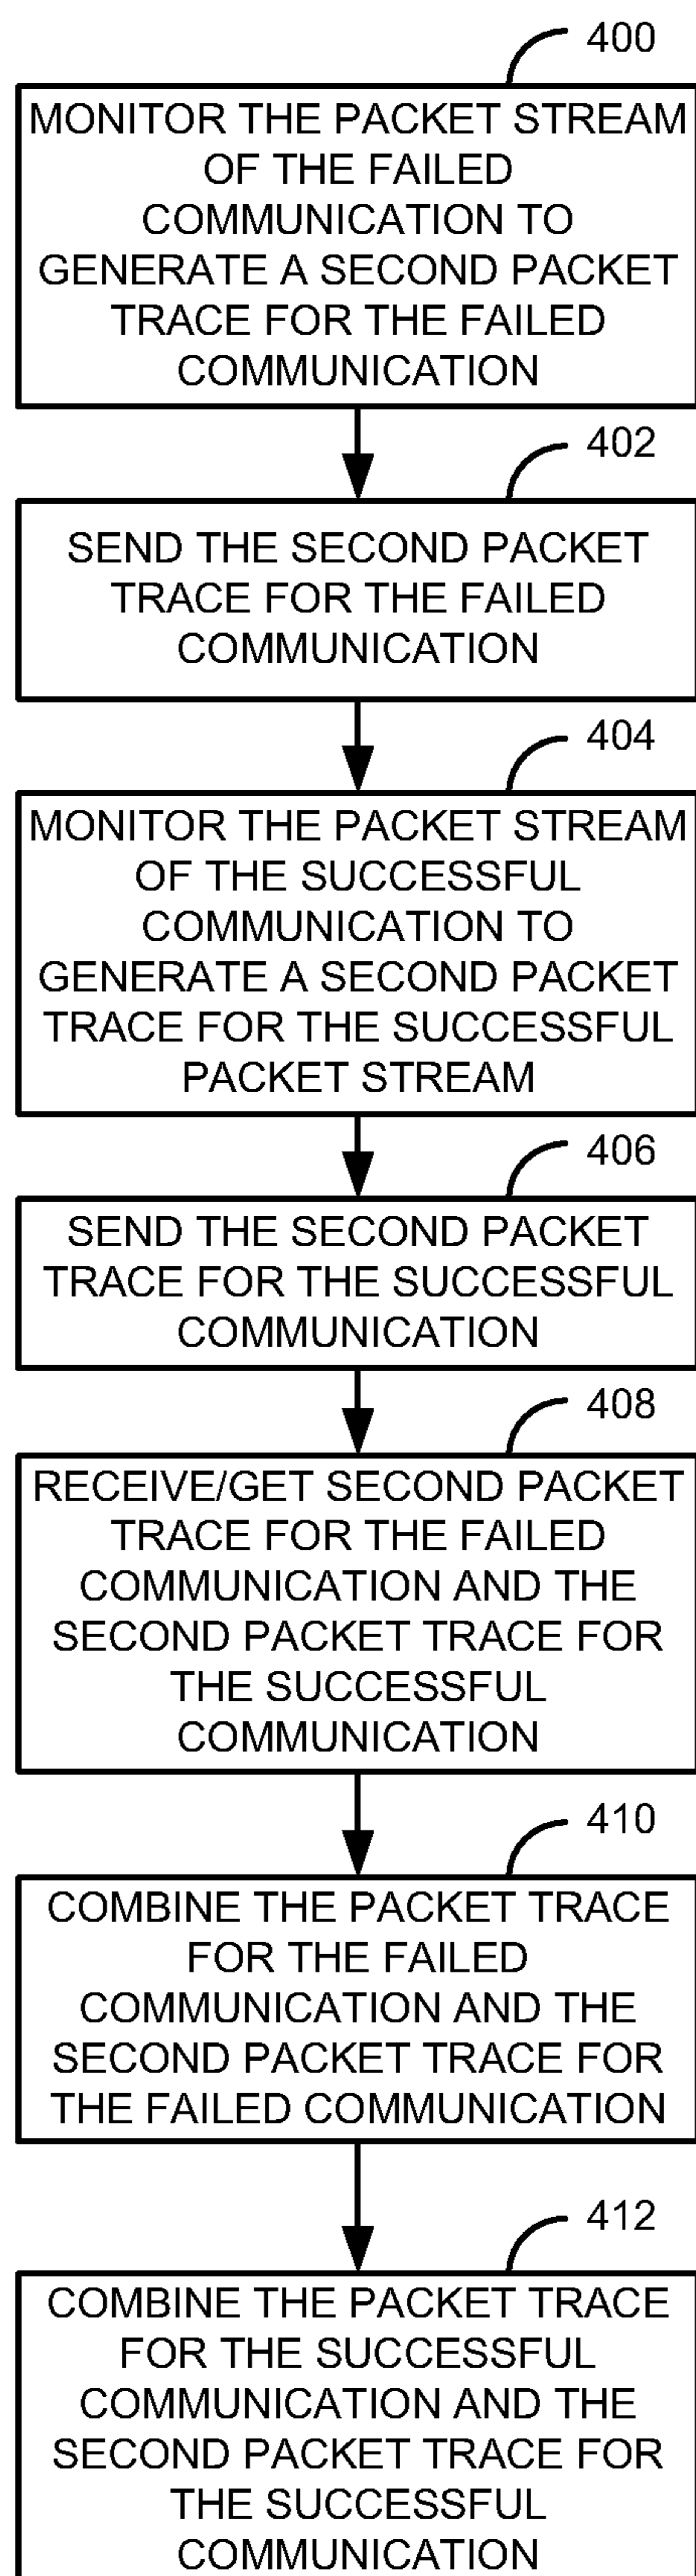 400
MONITOR THE PACKET STREAM
OF THE FAILED
COMMUNICATION TO
GENERATE A SECOND PACKET
TRACE FOR THE FAILED
COMMUNICATION
402
SEND THE SECOND PACKET
TRACE FOR THE FAILED
COMMUNICATION
404
MONITOR THE PACKET STREAM
OF THE SUCCESSFUL
COMMUNICATION TO
GENERATE A SECOND PACKET
TRACE FOR THE SUCCESSFUL
PACKET STREAM
406
SEND THE SECOND PACKET
TRACE FOR THE SUCCESSFUL
COMMUNICATION
408
RECEIVE/GET SECOND PACKET
TRACE FOR THE FAILED
COMMUNICATION AND THE
SECOND PACKET TRACE FOR
THE SUCCESSFUL
COMMUNICATION
410
COMBINE THE PACKET TRACE
FOR THE FAILED
COMMUNICATION AND THE
SECOND PACKET TRACE FOR
THE FAILED COMMUNICATION
412
COMBINE THE PACKET TRACE
FOR THE SUCCESSFUL
COMMUNICATION AND THE
SECOND PACKET TRACE FOR
THE SUCCESSFUL
COMMUNICATION